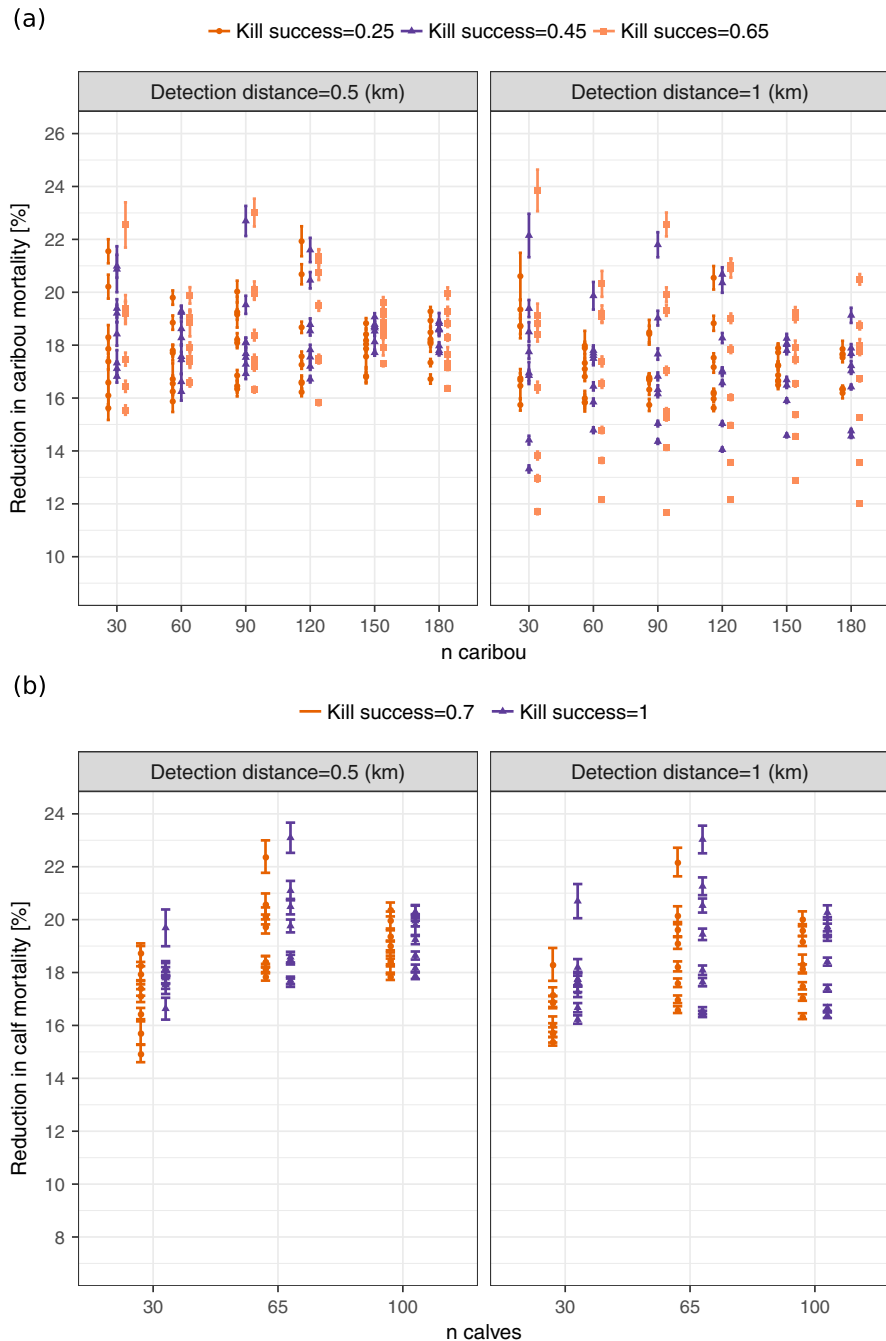 (a)
Kill success=0.25 Kill success=0.45 Kill succes=0.65
Detection distance=0.5 (km) Detection distance=1 (km)
Reduction in caribou mortality [%]
26
24
22
20
18
16
14
12
10
30 60 90 120 150 180 30 60 90 120 150 180
n caribou
(b)
Kill success=0.7 Kill success=1
Detection distance=0.5 (km) Detection distance=1 (km)
Reduction in calf mortality [%]
24
22
20
18
16
14
12
10
8
30 65 100 30 65 100
n calves